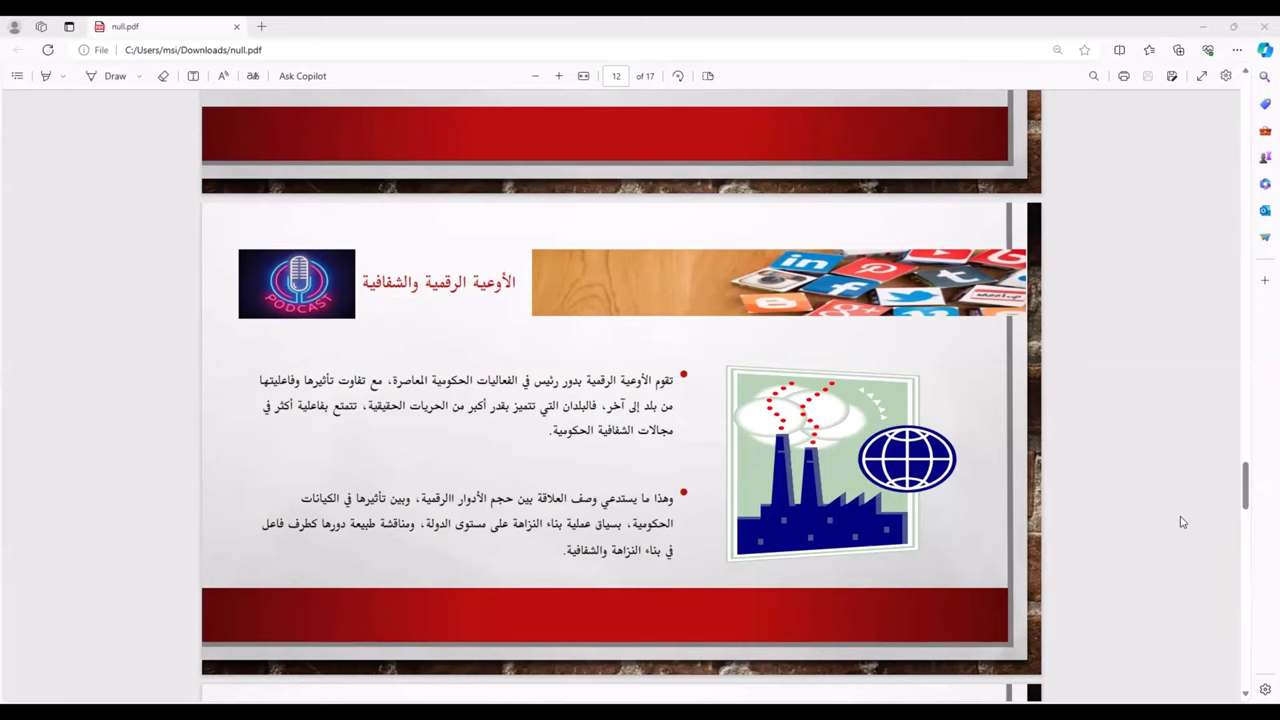 null.pdf
File
C:/Users/msi/Downloads/null.pdf
Draw
Ask Copilot
12 of 17
PODCAST
الأوعية الرقمية والشفافية
in
meetup
تقوم الأوعية الرقمية بدور رئيس في الفعاليات الحكومية المعاصرة، مع تفاوت تأثيرها وفاعليتها
من بلد إلى آخر، فالبلدان التي تتميز بقدر أكبر من الحريات الحقيقية، تتمتع بفاعلية أكثر في
مجالات الشفافية الحكومية.
وهذا ما يستدعي وصف العلاقة بين حجم الأدوار االرقمية، وبين تأثيرها في الكيانات
الحكومية، بسياق عملية بناء النزاهة على مستوى الدولة، ومناقشة طبيعة دورها كطرف فاعل
في بناء النزاهة والشفافية.